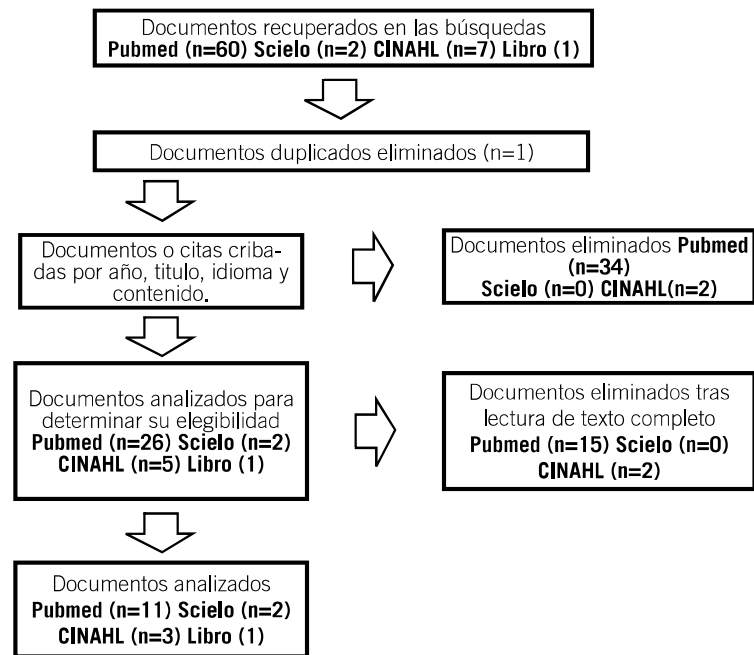 Documentos recuperados en las búsquedas
Pubmed (n=60) Scielo (n=2) CINAHL (n=7) Libro (1)
Documentos duplicados eliminados (n=1)
Documentos o citas criba-
das por año, titulo, idioma y
contenido.
Documentos eliminados Pubmed
(n=34)
Scielo (n=0) CINAHL(n=2)
Documentos analizados para
determinar su elegibilidad
Pubmed (n=26) Scielo (n=2)
CINAHL (n=5) Libro (1)
Documentos eliminados tras
lectura de texto completo
Pubmed (n=15) Scielo (n=0)
CINAHL (n=2)
Documentos analizados
Pubmed (n=11) Scielo (n=2)
CINAHL (n=3) Libro (1)